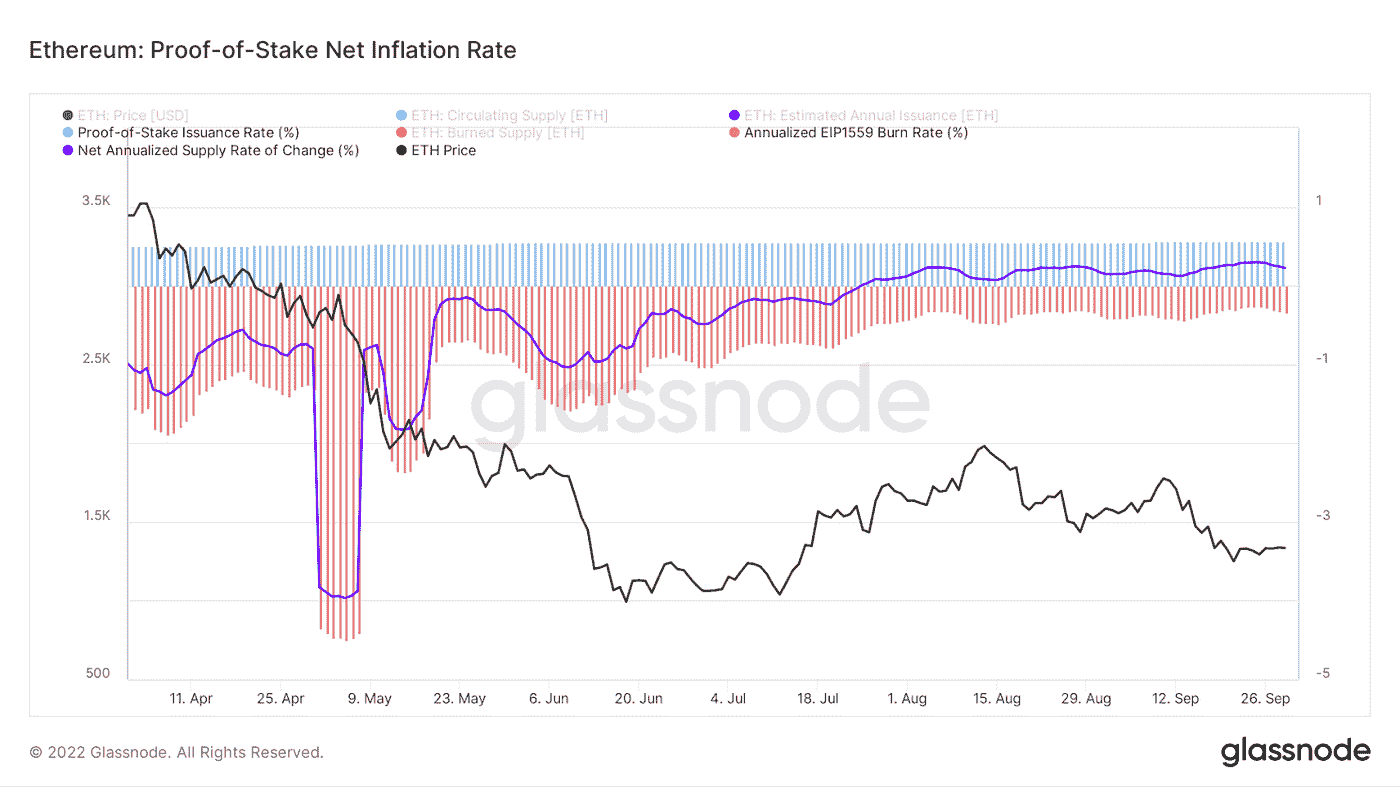 Ethereum: Proof-of-Stake Net Inflation Rate
ETH: Price [USD] ETH: Circulating Supply [ETH] ETH: Estimated Annual Issuance [ETH]
Proof-of-Stake Issuance Rate (%) ETH: Burned Supply [ETH] Annualized EIP1559 Burn Rate (%)
Net Annualized Supply Rate of Change (%) ETH Price
3.5K 1
2.5K -1
glassnode
1.5K -3
500 -5
11. Apr 25. Apr 9. May 23. May 6. Jun 20. Jun 4. Jul 18. Jul 1. Aug 15. Aug 29. Aug 12. Sep 26. Sep
© 2022 Glassnode. All Rights Reserved. glassnode